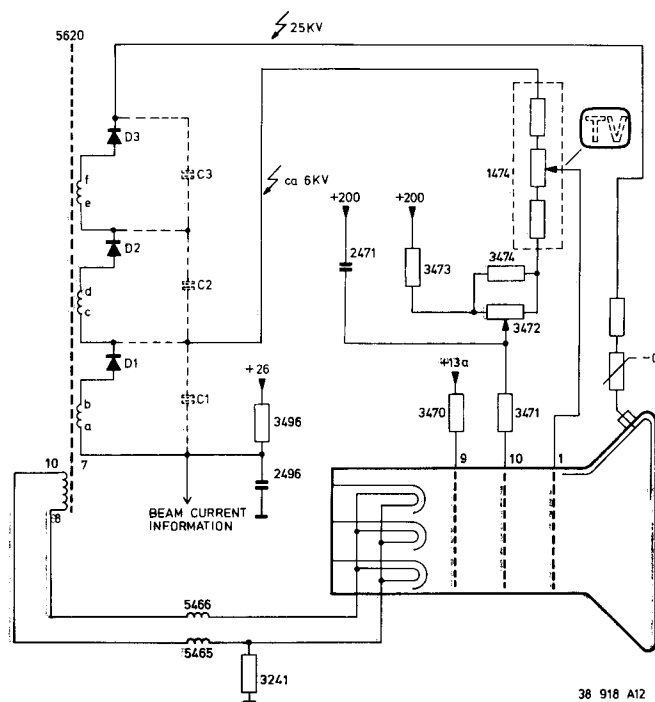 5620
25KV
D3
f
e
C3
ca 6KV
TV
1474
+200
+200
D2
2471
3473
3474
d
c
C2
3472
D1
+26
+13a
b
a
C1
3496
3470
3471
10
7
9
10
1
2496
8
BEAM CURRENT
INFORMATION
5466
5465
3241
38 918 A12